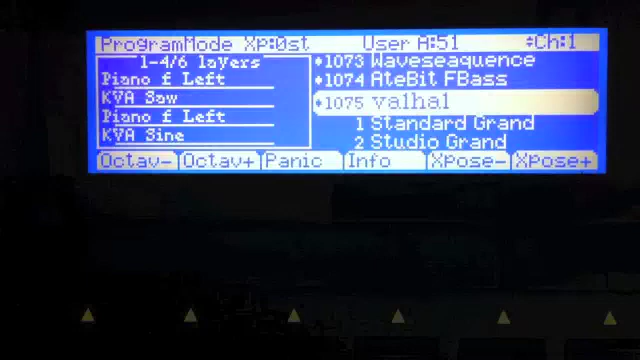 ProgramMode Xp:0st User A:51 Ch:1
1-4/6 layers
Piano f Left
KVA Saw
Piano f Left
KVA Sine
1073 Waveseaquence
1074 AteBit FBass
1075 valhal
1 Standard Grand
2 Studio Grand
Octav- Octav+ Panic Info Xpose- Xpose+